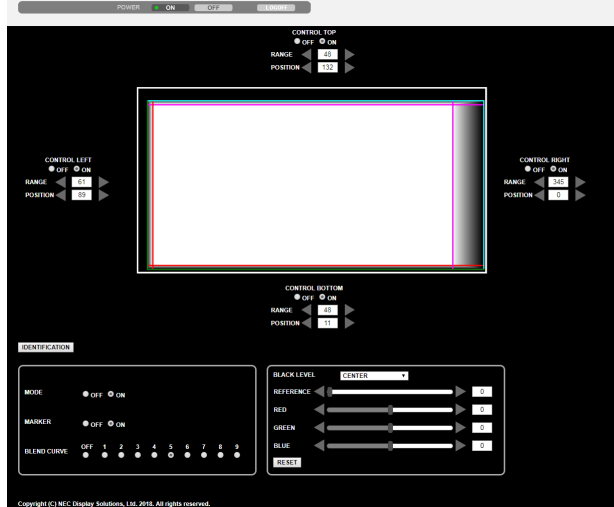 POWER ON OFF LOGOFF
CONTROL TOP
OFF ON
RANGE 48
POSITION 132
CONTROL LEFT
OFF ON
RANGE 61
POSITION 89
CONTROL RIGHT
OFF ON
RANGE 345
POSITION 0
CONTROL BOTTOM
OFF ON
RANGE 48
POSITION 11
IDENTIFICATION
MODE OFF ON
MARKER OFF ON
BLEND CURVE OFF 1 2 3 4 5 6 7 8 9
BLACK LEVEL CENTER
REFERENCE 0
RED 0
GREEN 0
BLUE 0
RESET
Copyright (C) NEC Display Solutions, Ltd. 2018. All rights reserved.